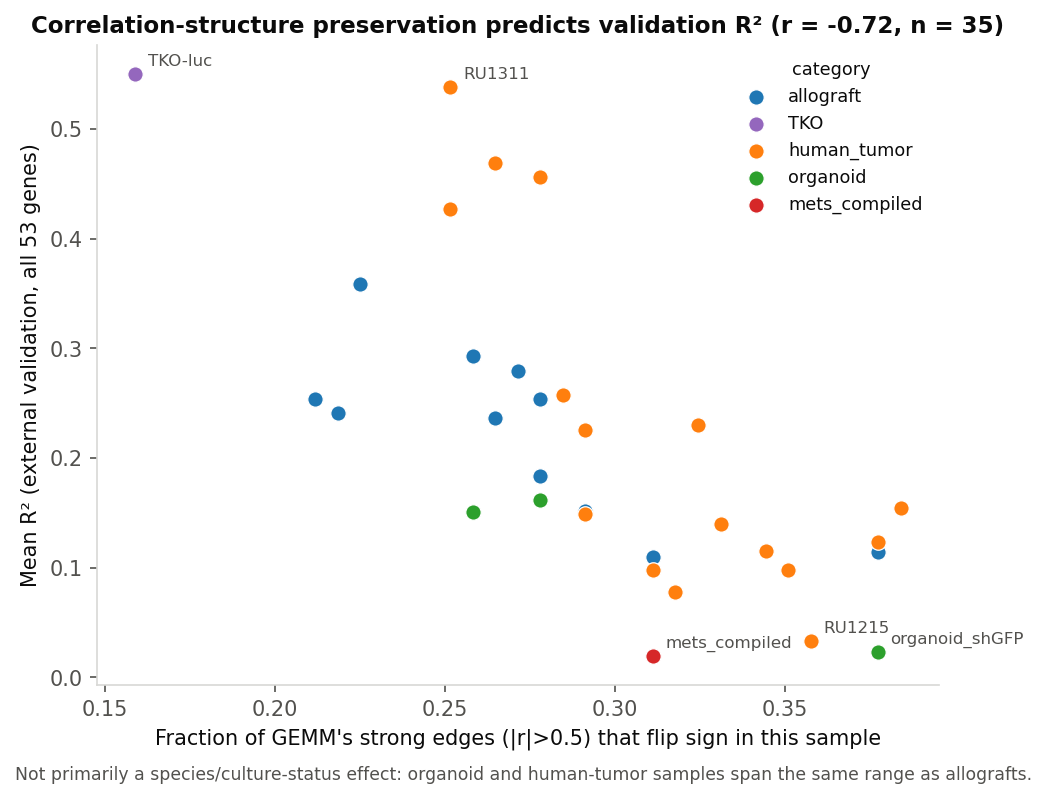 Correlation-structure preservation predicts validation R² (r = -0.72, n = 35)
TKO-luc
RU1311
category
allograft
TKO
human_tumor
organoid
mets_compiled
Mean R² (external validation, all 53 genes)
0.5
0.4
0.3
0.2
0.1
0.0
RU1215
organoid_shGFP
mets_compiled
0.15
0.20
0.25
0.30
0.35
Fraction of GEMM's strong edges (|r|>0.5) that flip sign in this sample
Not primarily a species/culture-status effect: organoid and human-tumor samples span the same range as allografts.